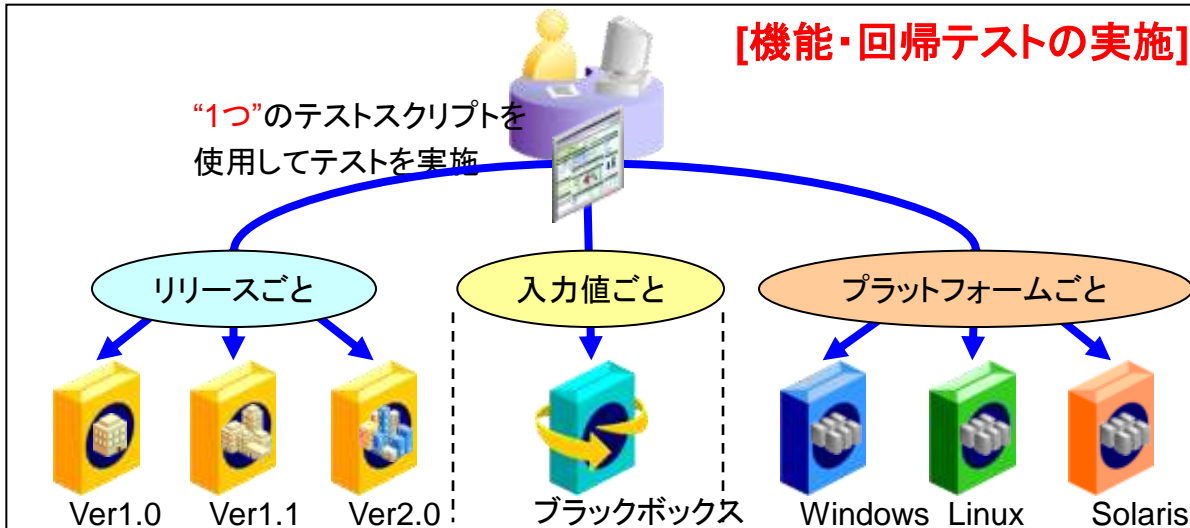 [機能・回帰テストの実施]
“1つ”のテストスクリプトを
使用してテストを実施
リリースごと
入力値ごと
プラットフォームごと
Ver1.0
Ver1.1
Ver2.0
ブラックボックス
Windows
Linux
Solaris